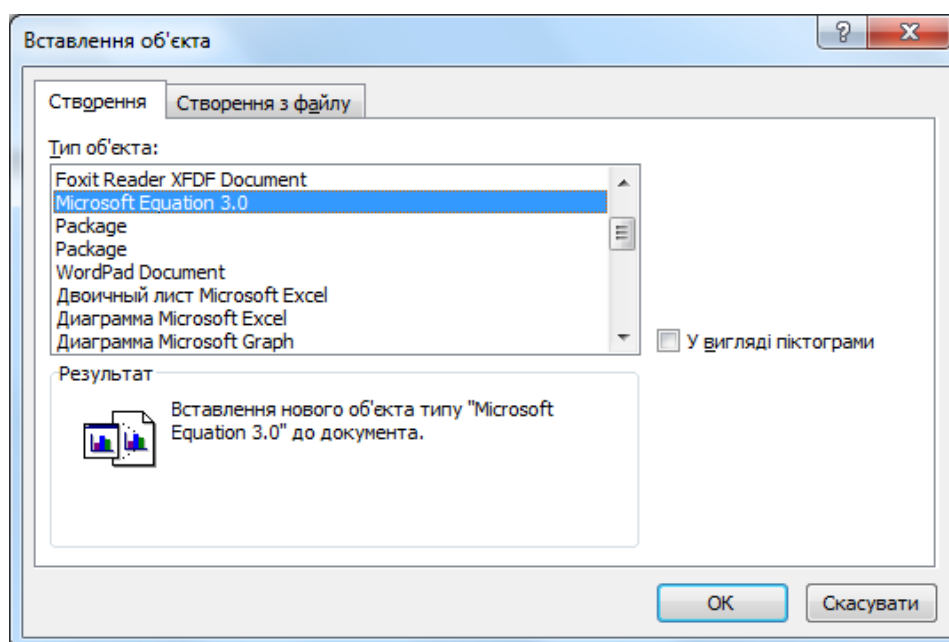 Вставлення об'єкта
Створення
Створення з файлу
Тип об'єкта:
Foxit Reader XFDF Document
Microsoft Equation 3.0
Package
Package
WordPad Document
Двоичный лист Microsoft Excel
Диаграмма Microsoft Excel
Диаграмма Microsoft Graph
У вигляді піктограми
Результат
Вставлення нового об'єкта типу "Microsoft
Equation 3.0" до документа.
ОК
Скасувати